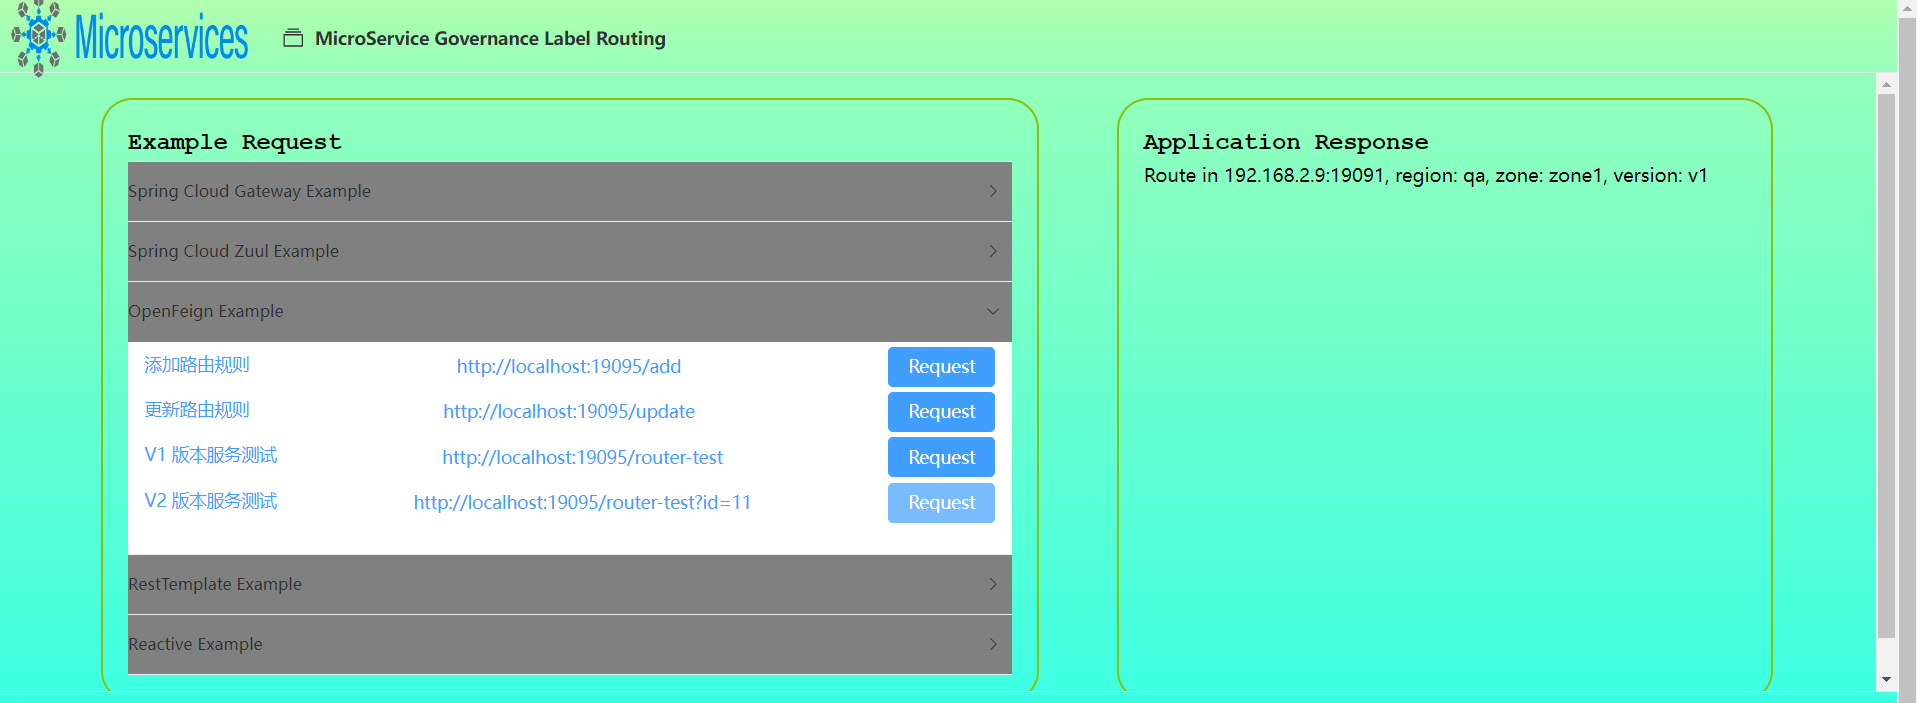 Microservices
MicroService Governance Label Routing
Example Request
Spring Cloud Gateway Example
Spring Cloud Zuul Example
OpenFeign Example
添加路由规则 http://localhost:19095/add Request
更新路由规则 http://localhost:19095/update Request
V1 版本服务测试 http://localhost:19095/router-test Request
V2 版本服务测试 http://localhost:19095/router-test?id=11 Request
RestTemplate Example
Reactive Example
Application Response
Route in 192.168.2.9:19091, region: qa, zone: zone1, version: v1